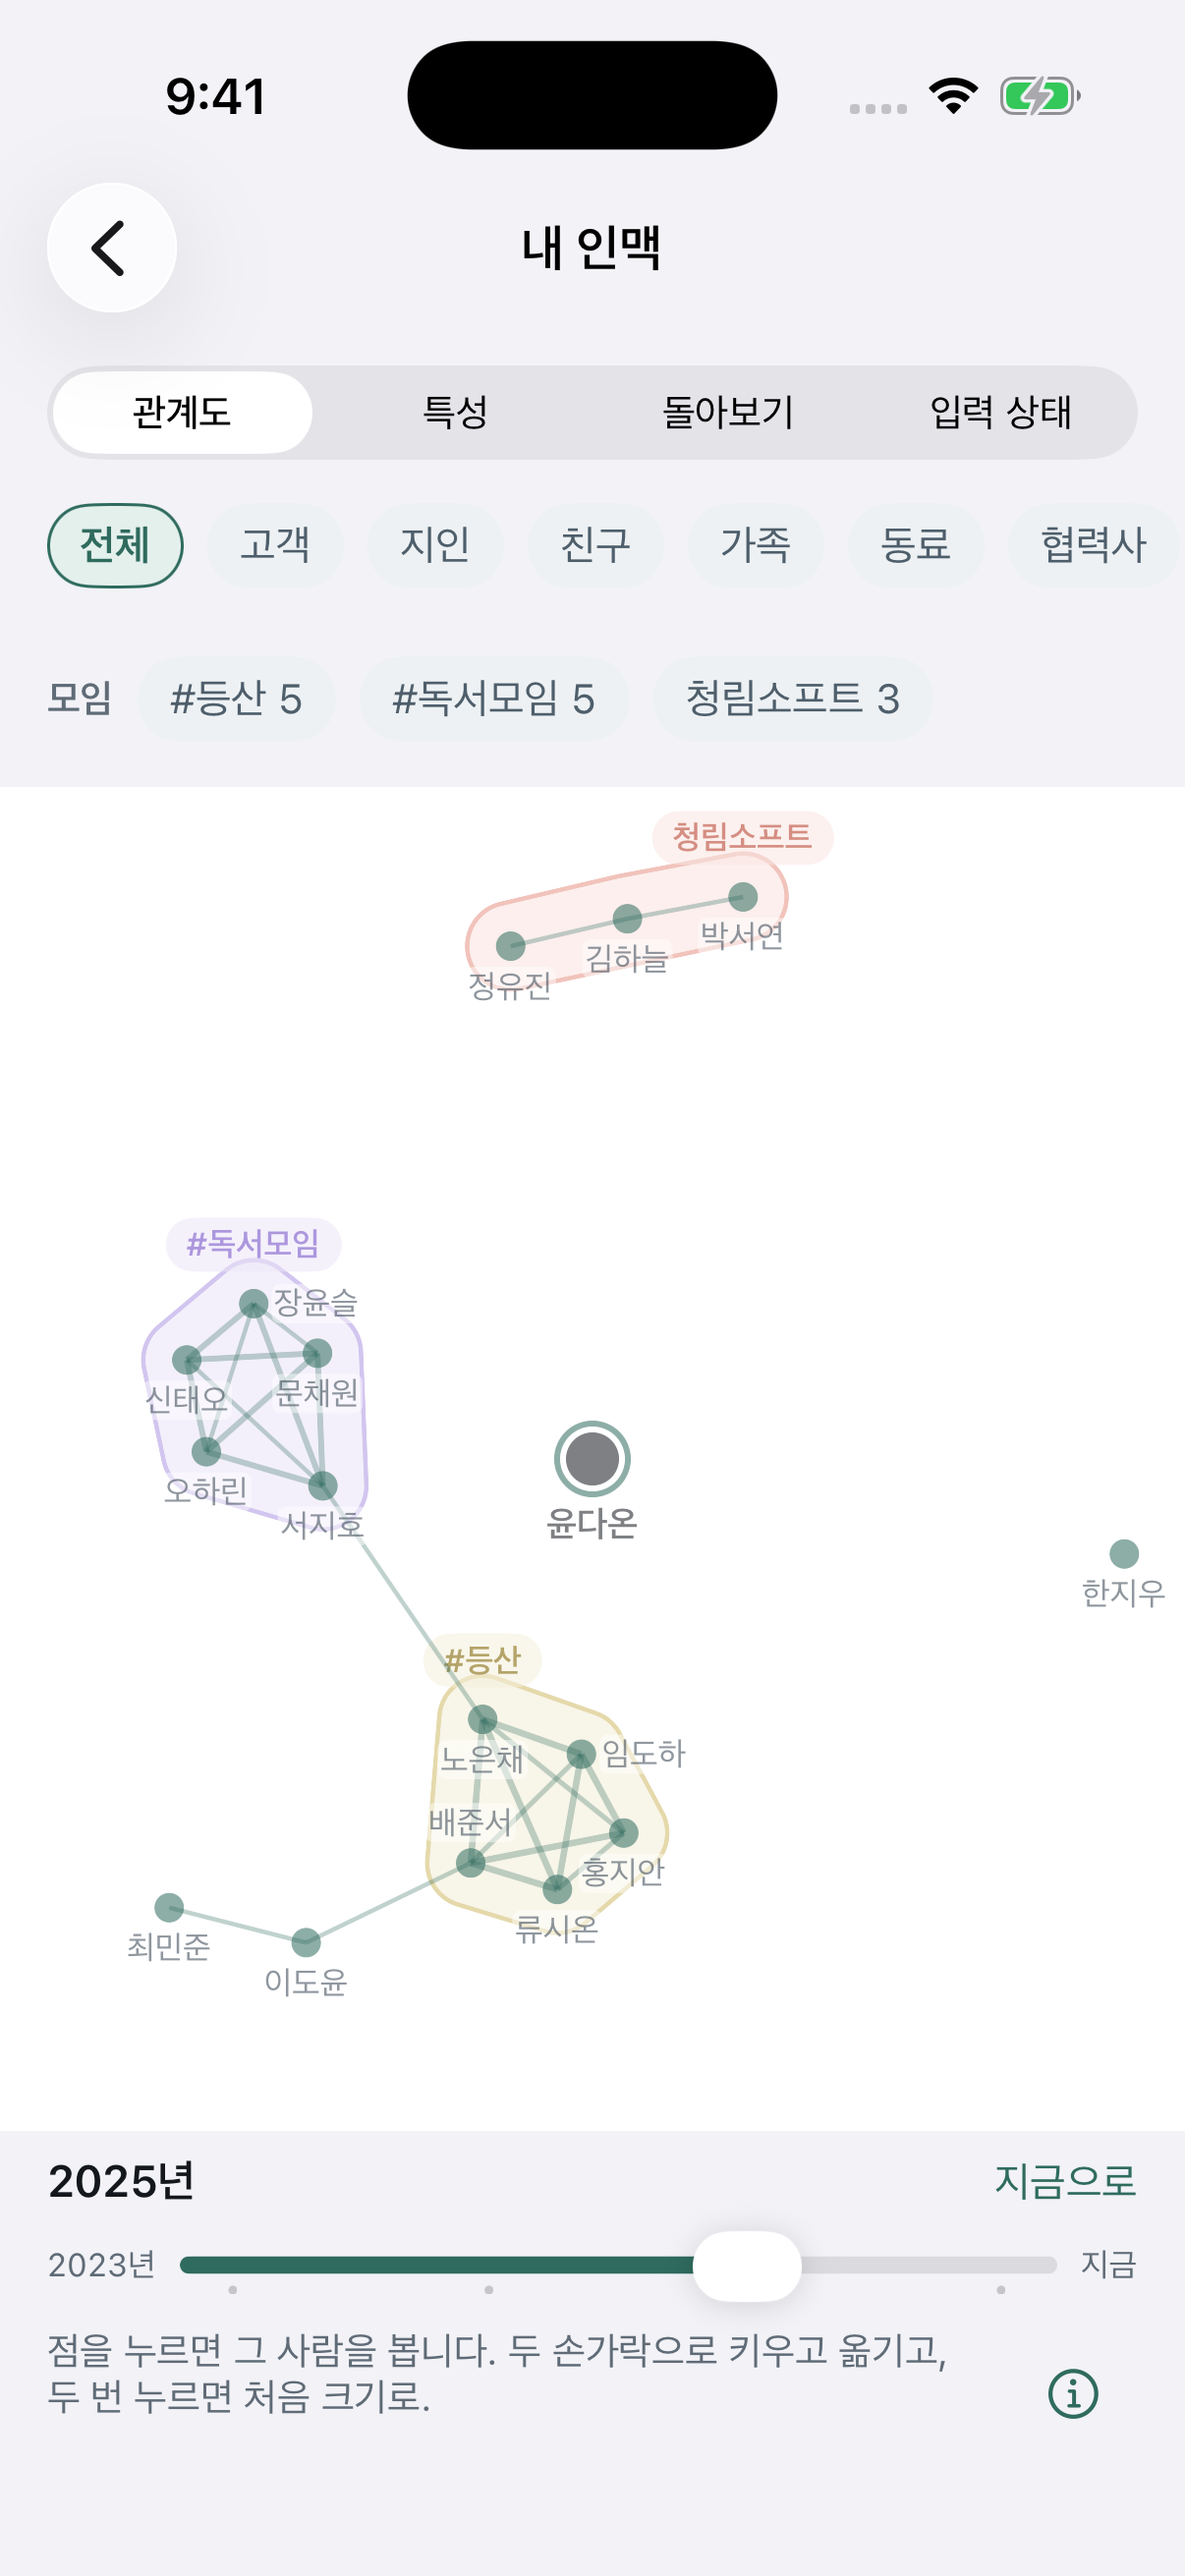 9:41
내 인맥
관계도 특성 돌아보기 입력 상태
전체 고객 지인 친구 가족 동료 협력사
모임 #등산 5 #독서모임 5 청림소프트 3
청림소프트
박서연
김하늘
정유진
#독서모임
장윤슬
신태오
문채원
오하린
서지호
윤다온
한지우
#등산
노은채
임도하
배준서
홍지안
류시온
최민준
이도윤
2025년 지금으로
2023년 지금
점을 누르면 그 사람을 봅니다. 두 손가락으로 키우고 옮기고,
두 번 누르면 처음 크기로.